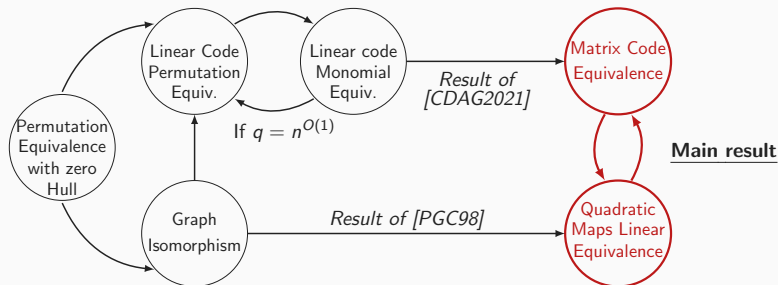 Linear Code
Permutation
Equiv.
Linear code
Monomial
Equiv.
Matrix Code
Equivalence
Result of
[CDAG2021]
If q = n^{O(1)}
Permutation
Equivalence
with zero
Hull
Main result
Graph
Isomorphism
Result of [PGC98]
Quadratic
Maps Linear
Equivalence